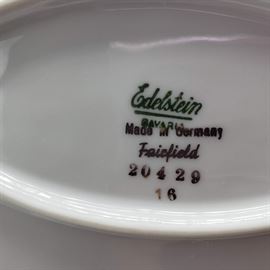 Edelstein
BAVARIA
Made in Germany
Fairfield
20429
16